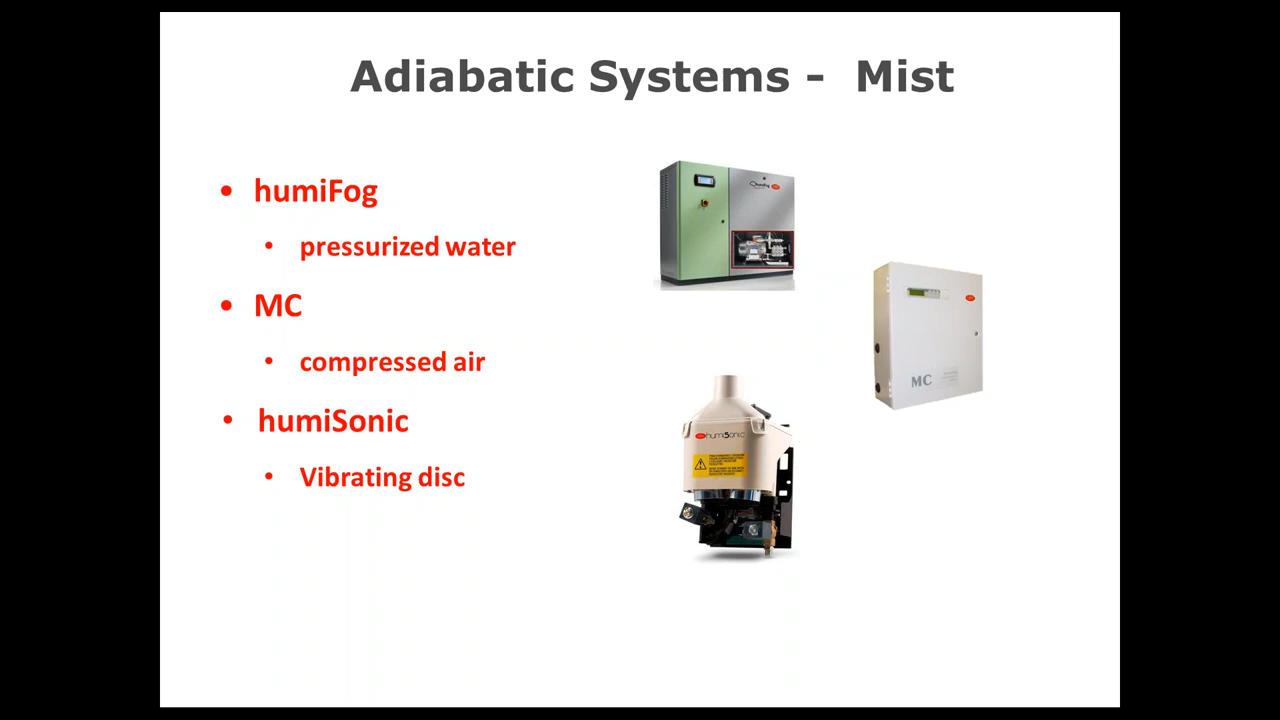 Adiabatic Systems - Mist
• humiFog
• pressurized water
• MC
• compressed air
• humiSonic
• Vibrating disc
MC
humiSonic